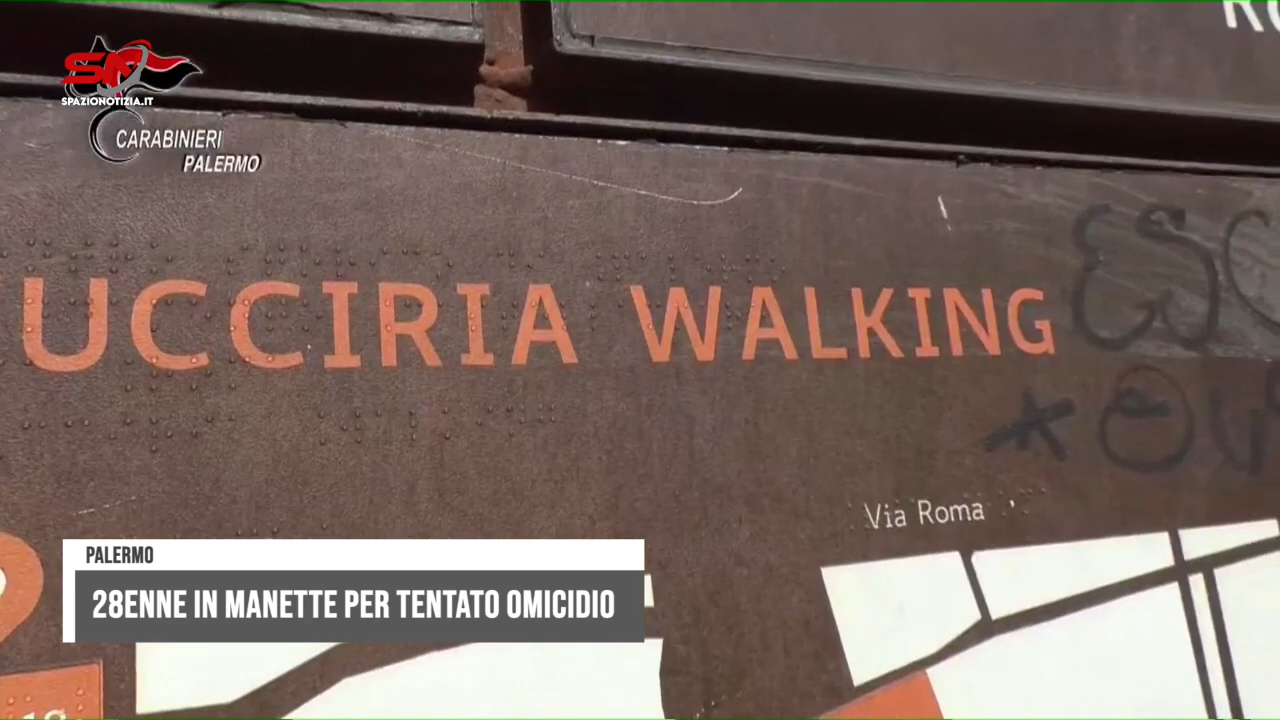 SPAZIONOTIZIA.IT
CARABINIERI
PALERMO
UCCIRIA WALKING
Via Roma
PALERMO
28ENNE IN MANETTE PER TENTATO OMICIDIO